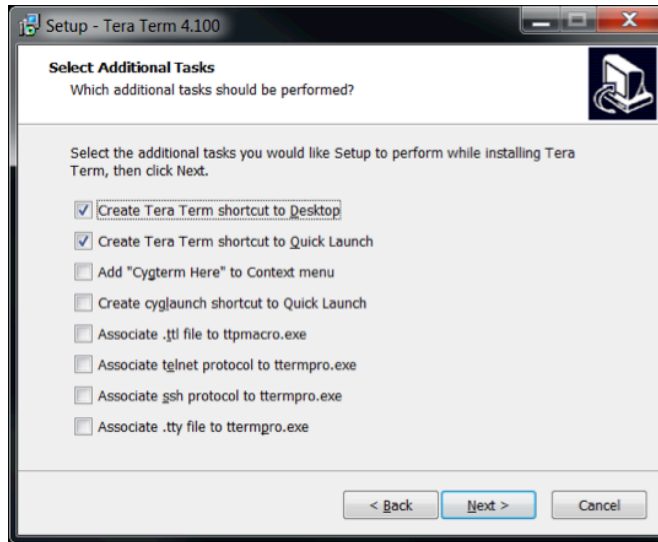 Setup - Tera Term 4.100
Select Additional Tasks
Which additional tasks should be performed?
Select the additional tasks you would like Setup to perform while installing Tera
Term, then click Next.
Create Tera Term shortcut to Desktop
Create Tera Term shortcut to Quick Launch
Add "Cygterm Here" to Context menu
Create cyglaunch shortcut to Quick Launch
Associate .ttl file to ttpmacro.exe
Associate telnet protocol to ttermpro.exe
Associate ssh protocol to ttermpro.exe
Associate .tty file to ttermpro.exe
< Back Next > Cancel